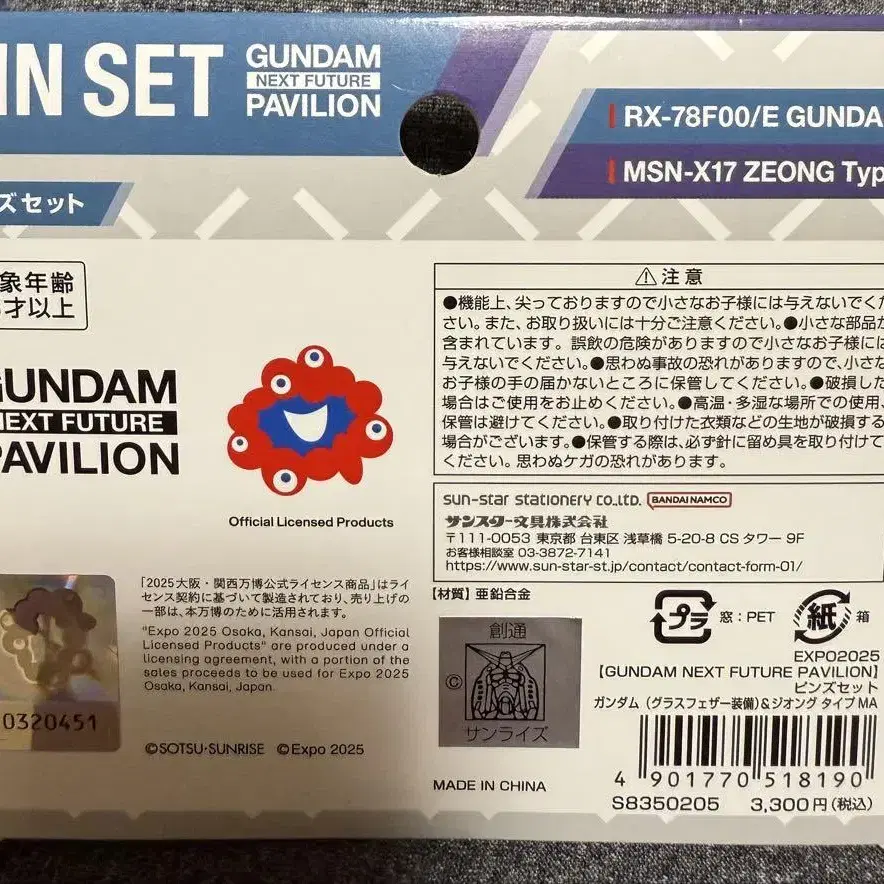 IN SET
GUNDAM
NEXT FUTURE
PAVILION
RX-78F00/E GUNDA
MSN-X17 ZEONG Typ
ズセット
象年齢
才以上
GUNDAM
NEXT FUTURE
PAVILION
Official Licensed Products
「2025大阪・関西万博公式ライセンス商品」はライ
センス契約に基づいて製造されており、売り上げの
一部は、本万博のために活用されます。
"Expo 2025 Osaka, Kansai, Japan Official
Licensed Products" are produced under a
licensing agreement, with a portion of the
sales proceeds to be used for Expo 2025
Osaka, Kansai, Japan.
0320451
©SOTSU・SUNRISE ©Expo 2025
⚠注意
●機能上、尖っておりますので小さなお子様には与えないでくだ
さい。また、お取り扱いには十分ご注意ください。●小さな部品が
含まれています。誤飲の危険がありますので小さなお子様には
与えないでください。●思わぬ事故の恐れがありますので、小さな
お子様の手の届かないところに保管してください。●破損した
場合はご使用をお止めください。●高温・多湿な場所での使用、
保管は避けてください。●取り付けた衣類などの生地が破損する
場合がございます。●保管する際は、必ず針に留め具を取り付けて
ください。思わぬケガの恐れがあります。
sun-star stationery co.,ltd. BANDAI NAMCO
サンスター文具株式会社
〒111-0053 東京都 台東区 浅草橋 5-20-8 CS タワー 9F
お客様相談室 03-3872-7141
https://www.sun-star-st.jp/contact/contact-form-01/
【材質】亜鉛合金
創通
©
サンライズ
プラ 窓：PET
紙 箱
EXPO2025
【GUNDAM NEXT FUTURE PAVILION】
ピンズセット
ガンダム（グラスフェザー装備）&ジオング タイプMA
4 901770 518190
MADE IN CHINA
S8350205 3,300円（税込）